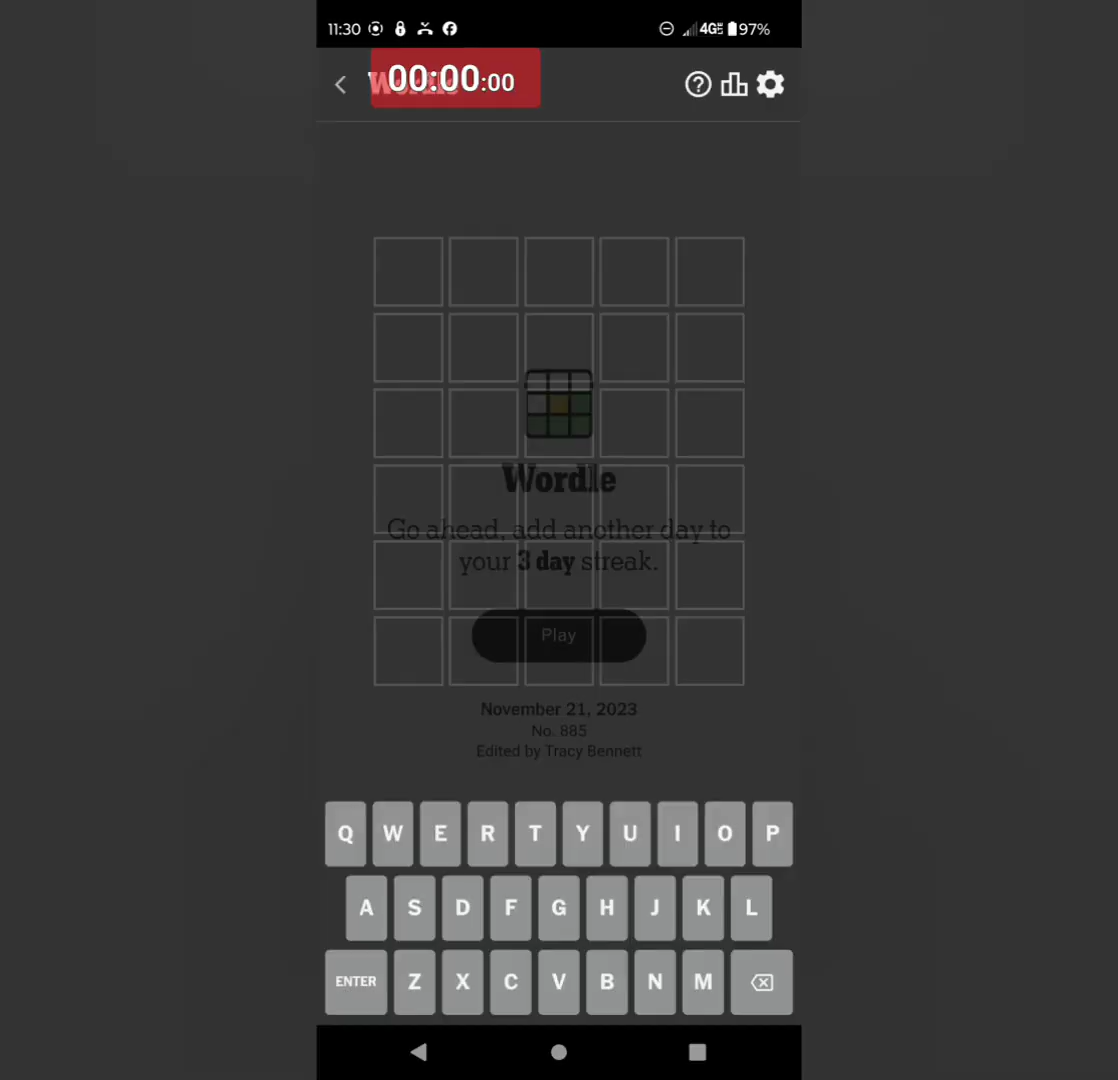 11:30 4G 97%
Wordle
00:00:00
Wordle
Go ahead, add another day to
your 3 day streak.
Play
November 21, 2023
No. 885
Edited by Tracy Bennett
Q W E R T Y U I O P
A S D F G H J K L
ENTER Z X C V B N M